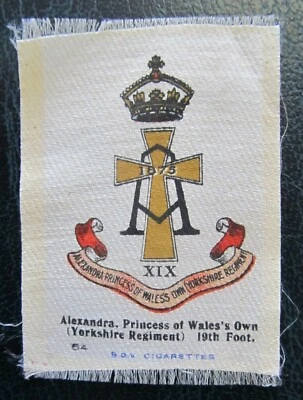 1875
A
XIX
ALEXANDRA PRINCESS OF WALES'S OWN (YORKSHIRE REGIMENT)
Alexandra. Princess of Wales's Own
(Yorkshire Regiment) 19th Foot.
52
B.D.V. CIGARETTES